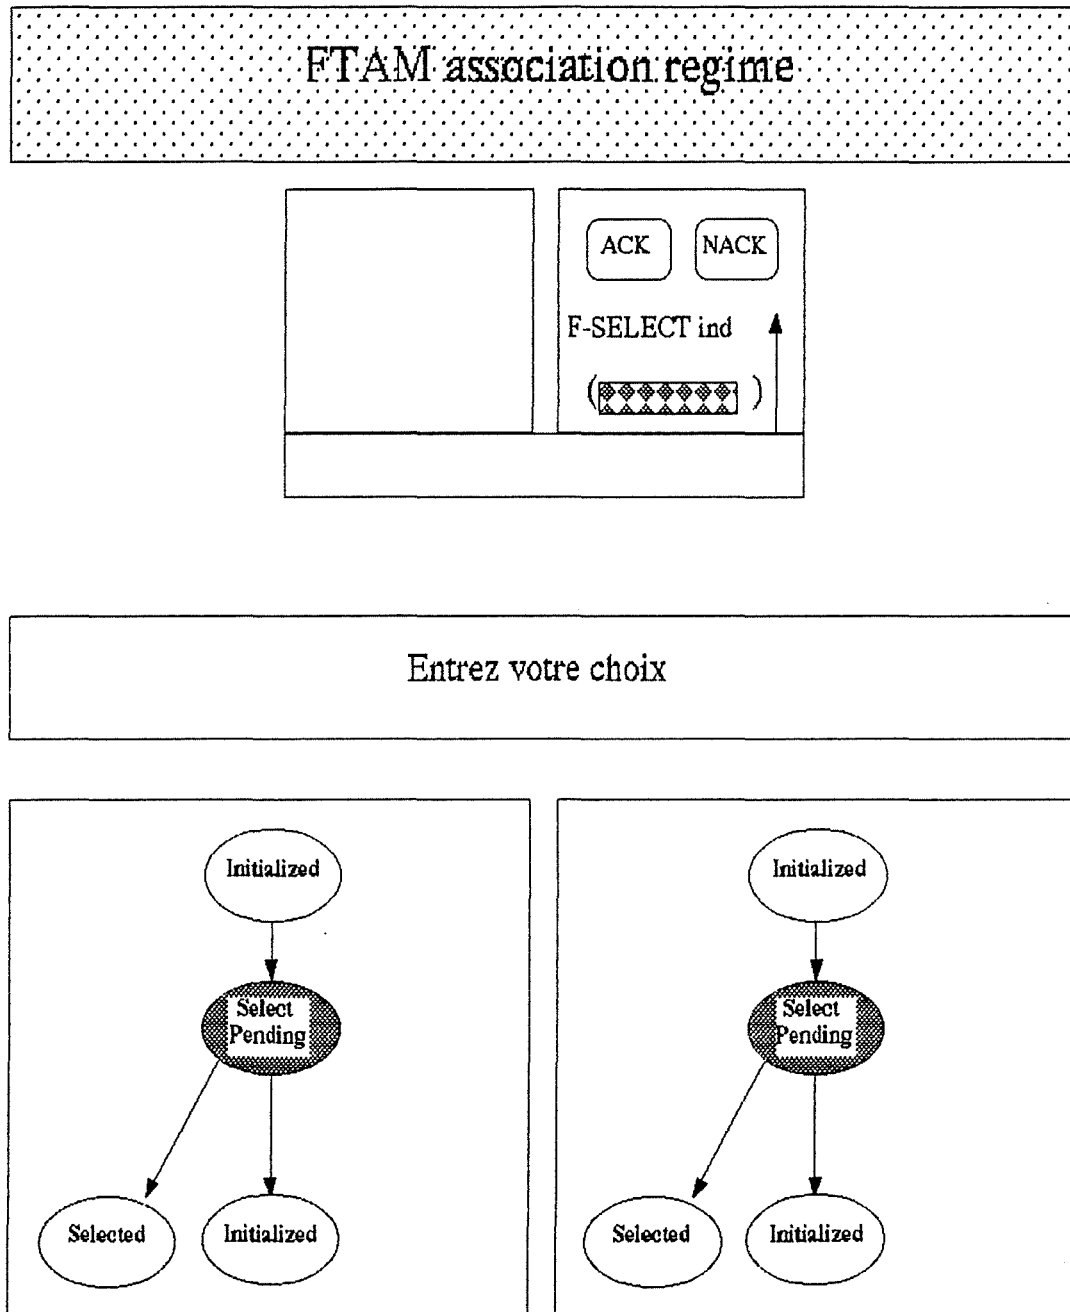 FTAM association regime
ACK NACK
F-SELECT ind
( )
Entrez votre choix
Initialized
Select
Pending
Selected Initialized
Initialized
Select
Pending
Selected Initialized